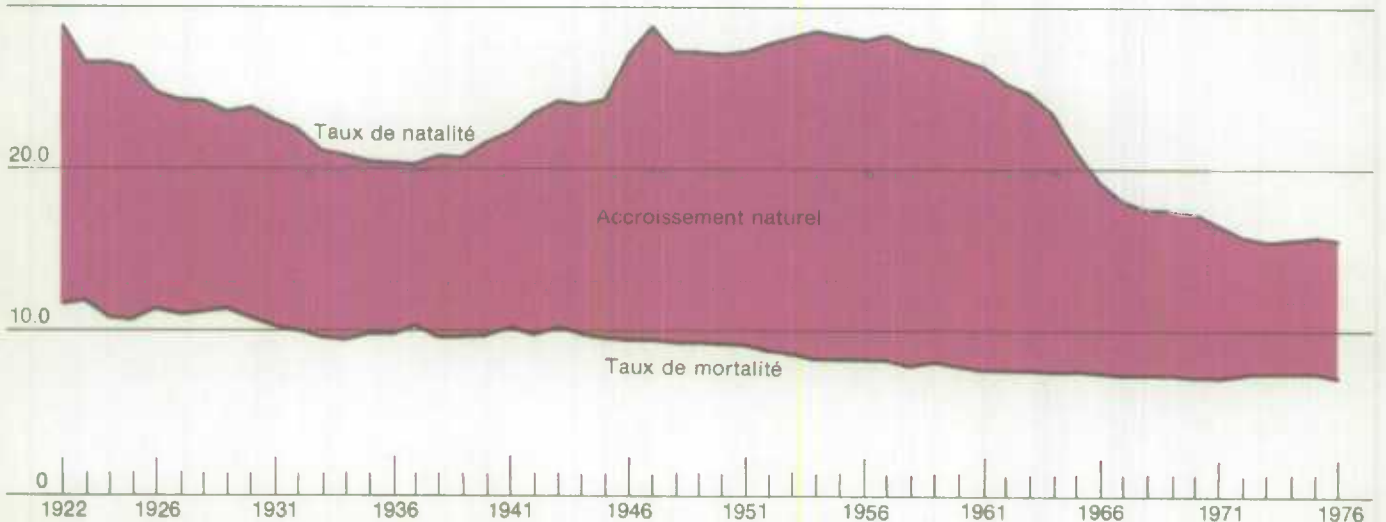 Taux de natalité
20.0
Accroissement naturel
10.0
Taux de mortalité
0
1922 1926 1931 1936 1941 1946 1951 1956 1961 1966 1971 1976